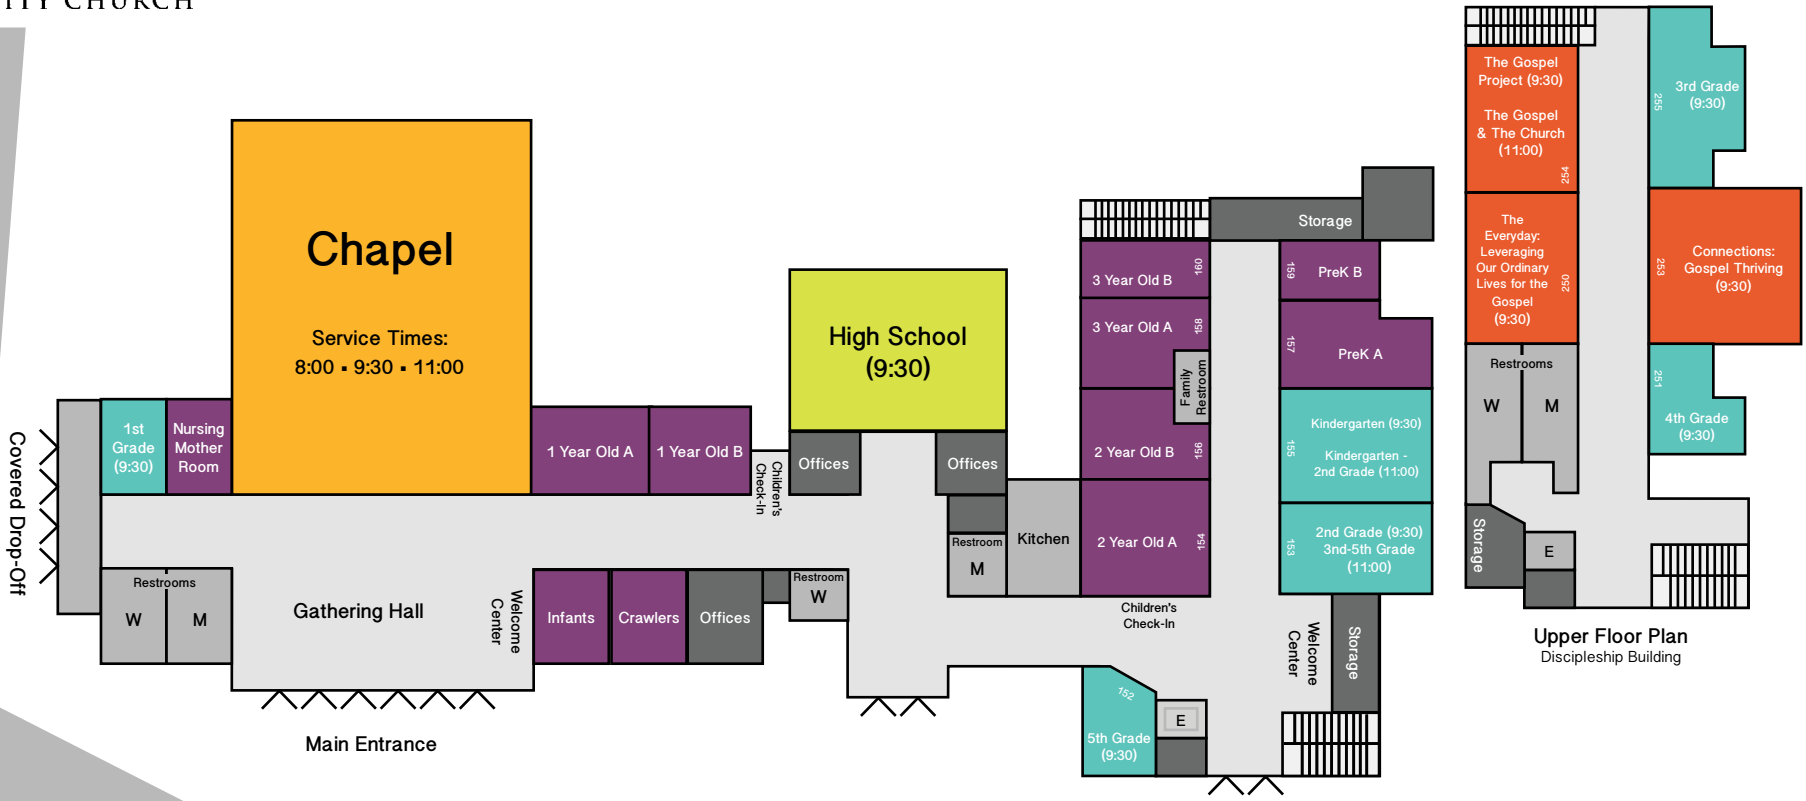 ITY CHURCH
Chapel
Service Times:
8:00 ▪ 9:30 ▪ 11:00
Covered Drop-Off
1st
Grade
(9:30)
Nursing
Mother
Room
1 Year Old A
1 Year Old B
Children's
Check-In
High School
(9:30)
Offices
Offices
Restroom
M
Kitchen
Restrooms
W
M
Gathering Hall
Welcome
Center
Infants
Crawlers
Offices
Restroom
W
Main Entrance
Storage
3 Year Old B
160
3 Year Old A
158
Family
Restroom
2 Year Old B
156
2 Year Old A
154
159
PreK B
157
PreK A
155
Kindergarten (9:30)
Kindergarten -
2nd Grade (11:00)
153
2nd Grade (9:30)
3nd-5th Grade
(11:00)
Children's
Check-In
Welcome
Center
Storage
152
5th Grade
(9:30)
E
The Gospel
Project (9:30)
The Gospel
& The Church
(11:00)
254
The
Everyday:
Leveraging
Our Ordinary
Lives for the
Gospel
(9:30)
250
255
3rd Grade
(9:30)
253
Connections:
Gospel Thriving
(9:30)
251
4th Grade
(9:30)
Restrooms
W
M
Storage
E
Upper Floor Plan
Discipleship Building